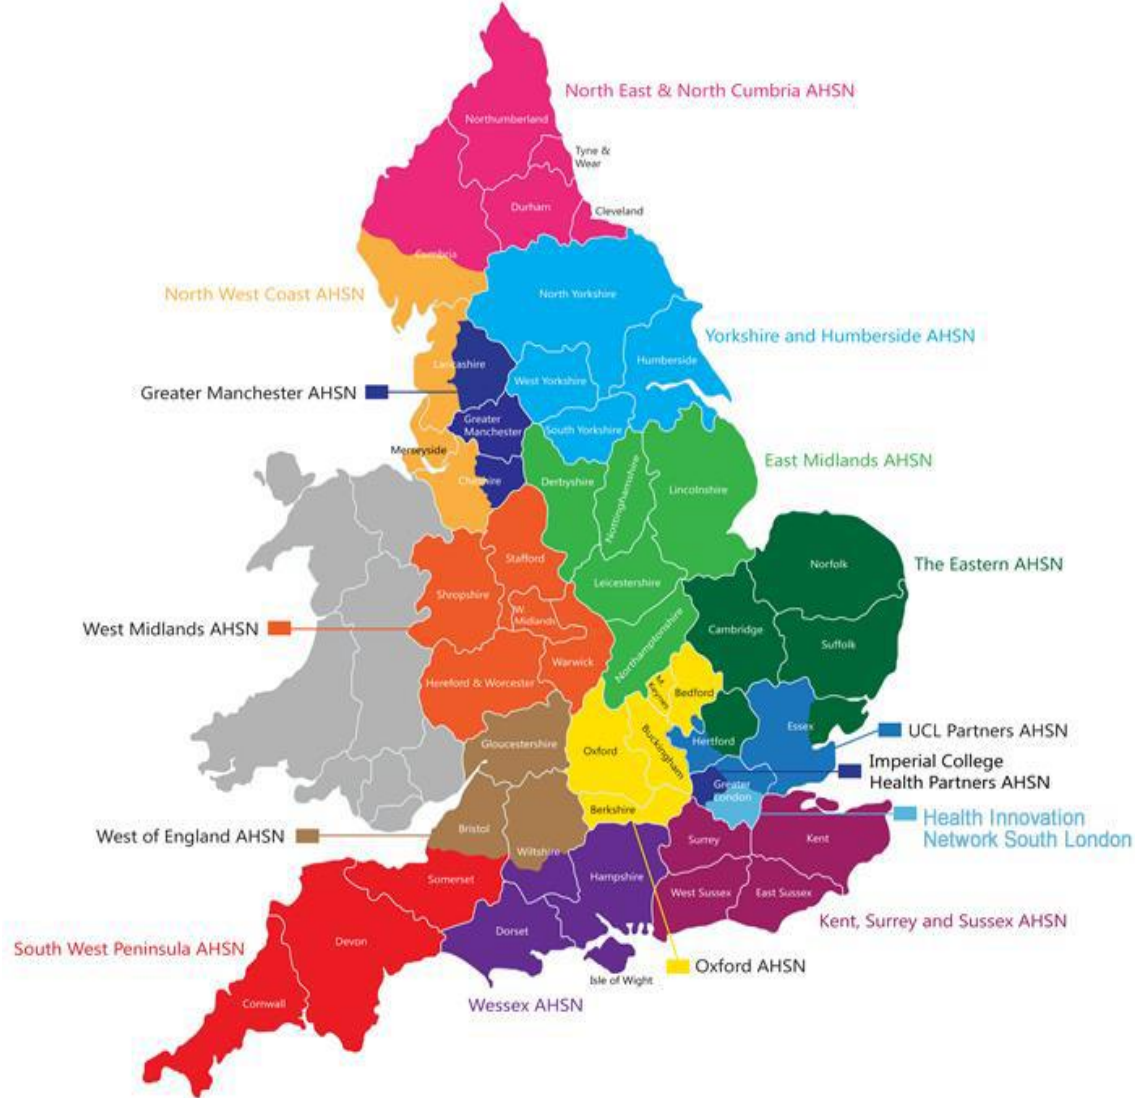 North East & North Cumbria AHSN
Northumberland
Tyne &
Wear
Durham
Cleveland
Cumbria
North West Coast AHSN
North Yorkshire
Yorkshire and Humberside AHSN
Lancashire
Humberside
West Yorkshire
Greater Manchester AHSN
Greater
Manchester
South Yorkshire
Merseyside
East Midlands AHSN
Cheshire
Derbyshire
Nottinghamshire
Lincolnshire
Stafford
Norfolk
The Eastern AHSN
Leicestershire
Shropshire
W.
Midlands
West Midlands AHSN
Cambridge
Suffolk
Northamptonshire
Warwick
Hereford & Worcester
M.
Keynes
Bedford
Essex
UCL Partners AHSN
Gloucestershire
Oxford
Buckingham
Hertford
Imperial College
Health Partners AHSN
Greater
London
Berkshire
Health Innovation
Network South London
West of England AHSN
Bristol
Wiltshire
Surrey
Kent
Somerset
Hampshire
West Sussex
East Sussex
Kent, Surrey and Sussex AHSN
South West Peninsula AHSN
Devon
Dorset
Oxford AHSN
Isle of Wight
Cornwall
Wessex AHSN